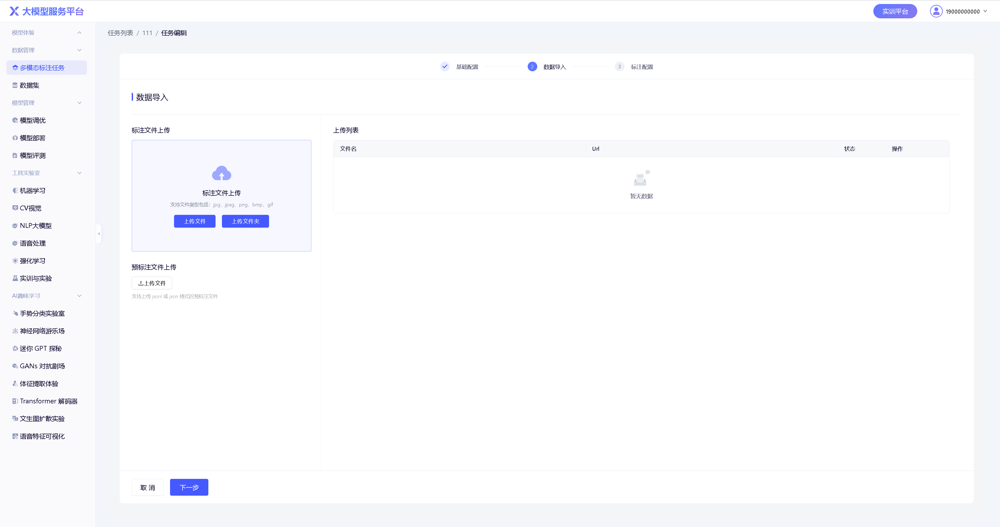 大模型服务平台
实训平台
19000000000
模型体验
数据管理
多模态标注任务
数据集
模型管理
模型调优
模型部署
模型评测
工具实验室
机器学习
CV视觉
NLP大模型
语音处理
强化学习
实训与实验
AI趣味学习
手势分类实验室
神经网络游乐场
迷你 GPT 探秘
GANs 对抗剧场
体征提取体验
Transformer 解码器
文生图扩散实验
语音特征可视化
任务列表 / 111 / 任务编辑
基础配置
2 数据导入
3 标注配置
数据导入
标注文件上传
标注文件上传
支持文件类型包括：jpg、jpeg、png、bmp、gif
上传文件
上传文件夹
预标注文件上传
上传文件
支持上传 jsonl 或 json 格式的预标注文件
上传列表
文件名 Url 状态 操作
暂无数据
取 消
下一步